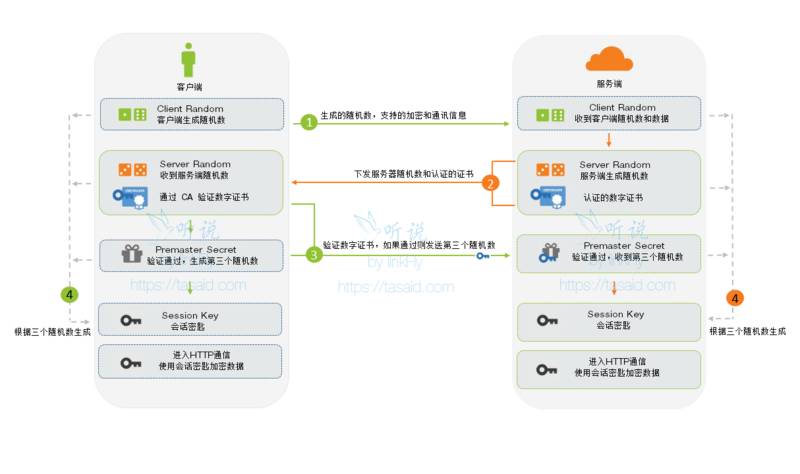 客户端
Client Random
客户端生成随机数
Server Random
收到服务端随机数
通过 CA 验证数字证书
Premaster Secret
验证通过，生成第三个随机数
4
根据三个随机数生成
Session Key
会话密匙
进入HTTP通信
使用会话密匙加密数据
1
生成的随机数，支持的加密和通讯信息
下发服务器随机数和认证的证书
2
3
验证数字证书，如果通过则发送第三个随机数
服务端
Client Random
收到客户端随机数和数据
Server Random
服务端生成随机数
认证的数字证书
Premaster Secret
验证通过，收到第三个随机数
4
根据三个随机数生成
Session Key
会话密匙
进入HTTP通信
使用会话密匙加密数据
听说
by linkFly
https://tasaid.com
听说
by linkFly
https://tasaid.com
听说
by linkFly
https://tasaid.com